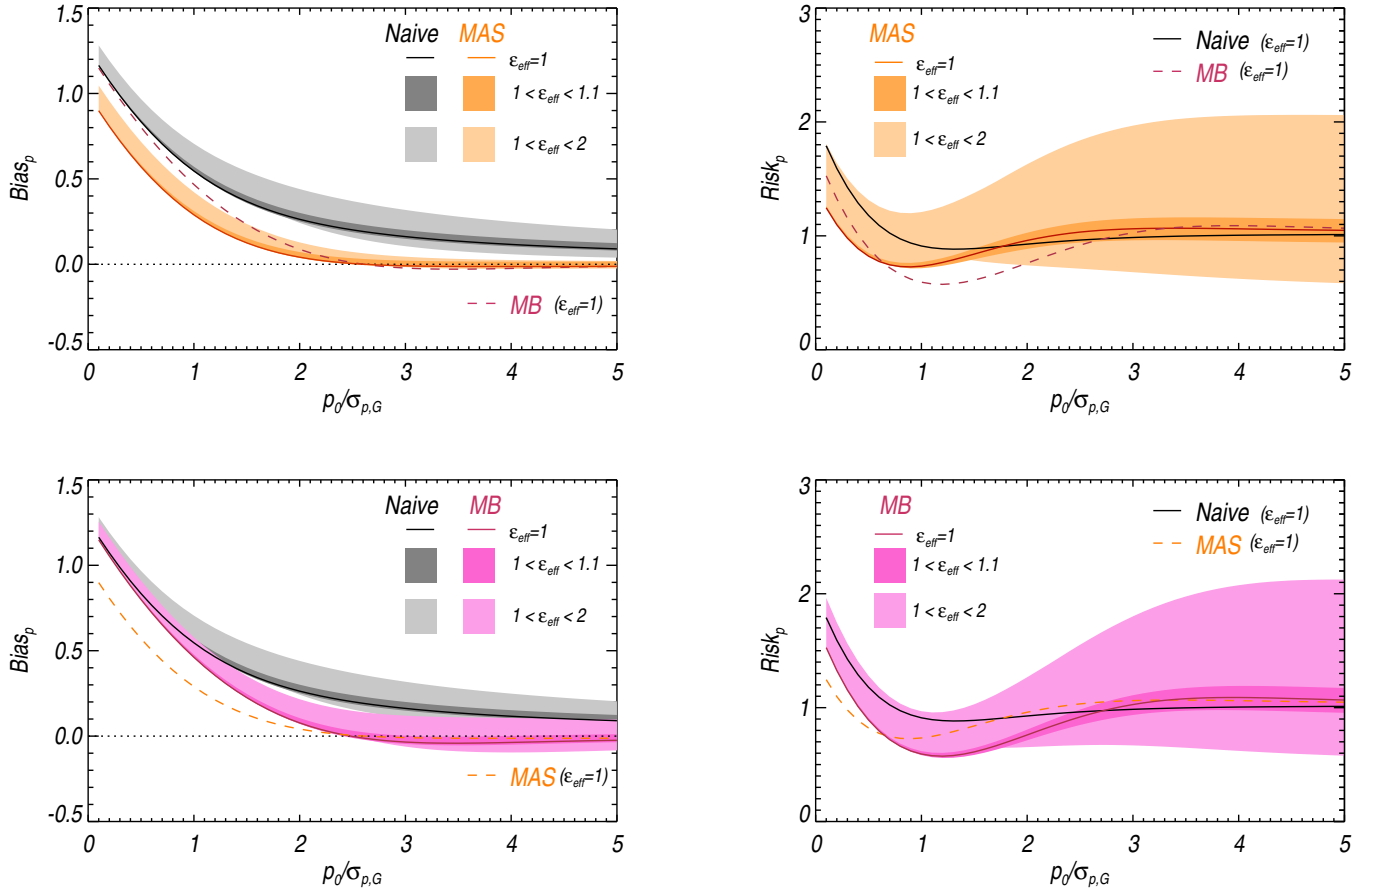 1.5
1.0
0.5
0.0
-0.5
Bias_p
Naive MAS
ε_eff=1
1 < ε_eff < 1.1
1 < ε_eff < 2
MB (ε_eff=1)
0 1 2 3 4 5
p_0/σ_p,G
3
2
1
0
Risk_p
MAS
ε_eff=1
1 < ε_eff < 1.1
1 < ε_eff < 2
Naive (ε_eff=1)
MB (ε_eff=1)
0 1 2 3 4 5
p_0/σ_p,G
1.5
1.0
0.5
0.0
-0.5
Bias_p
Naive MB
ε_eff=1
1 < ε_eff < 1.1
1 < ε_eff < 2
MAS (ε_eff=1)
0 1 2 3 4 5
p_0/σ_p,G
3
2
1
0
Risk_p
MB
ε_eff=1
1 < ε_eff < 1.1
1 < ε_eff < 2
Naive (ε_eff=1)
MAS (ε_eff=1)
0 1 2 3 4 5
p_0/σ_p,G